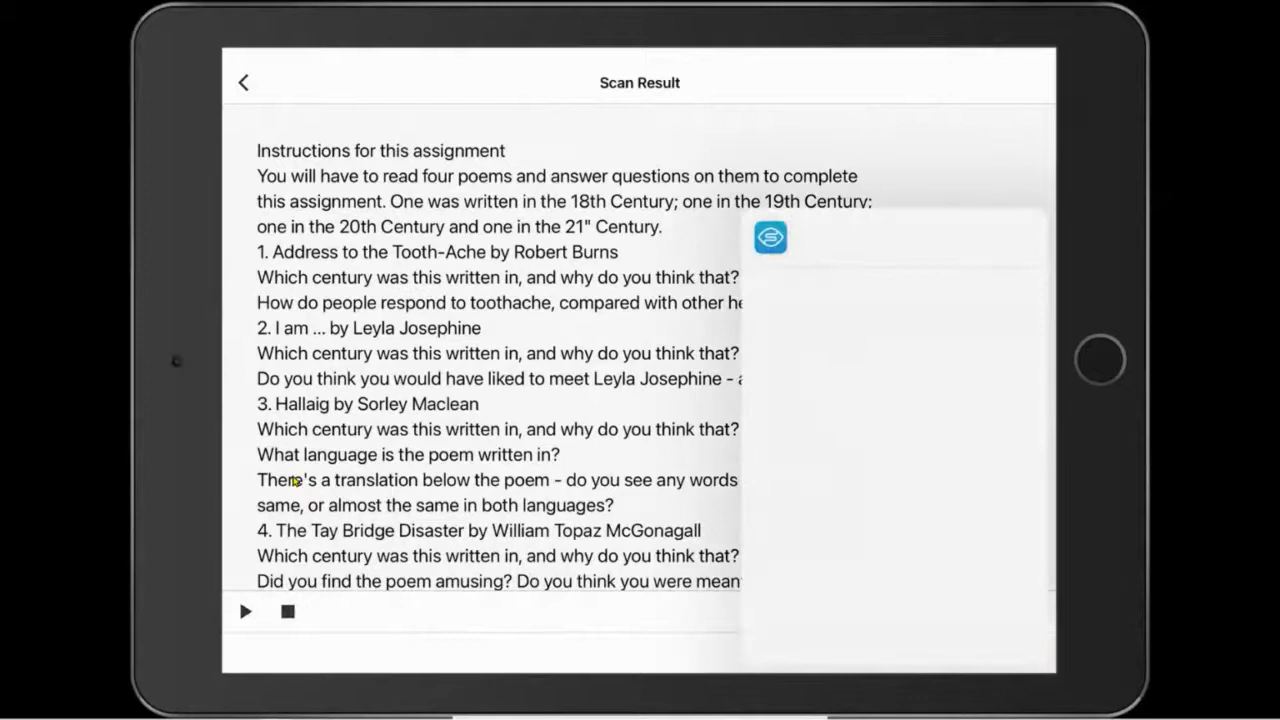 Scan Result
Instructions for this assignment
You will have to read four poems and answer questions on them to complete
this assignment. One was written in the 18th Century; one in the 19th Century:
one in the 20th Century and one in the 21" Century.
1. Address to the Tooth-Ache by Robert Burns
Which century was this written in, and why do you think that?
How do people respond to toothache, compared with other
2. I am ... by Leyla Josephine
Which century was this written in, and why do you think that?
Do you think you would have liked to meet Leyla Josephine -
3. Hallaig by Sorley Maclean
Which century was this written in, and why do you think that?
What language is the poem written in?
There's a translation below the poem - do you see any words
same, or almost the same in both languages?
4. The Tay Bridge Disaster by William Topaz McGonagall
Which century was this written in, and why do you think that?
Did you find the poem amusing? Do you think you were